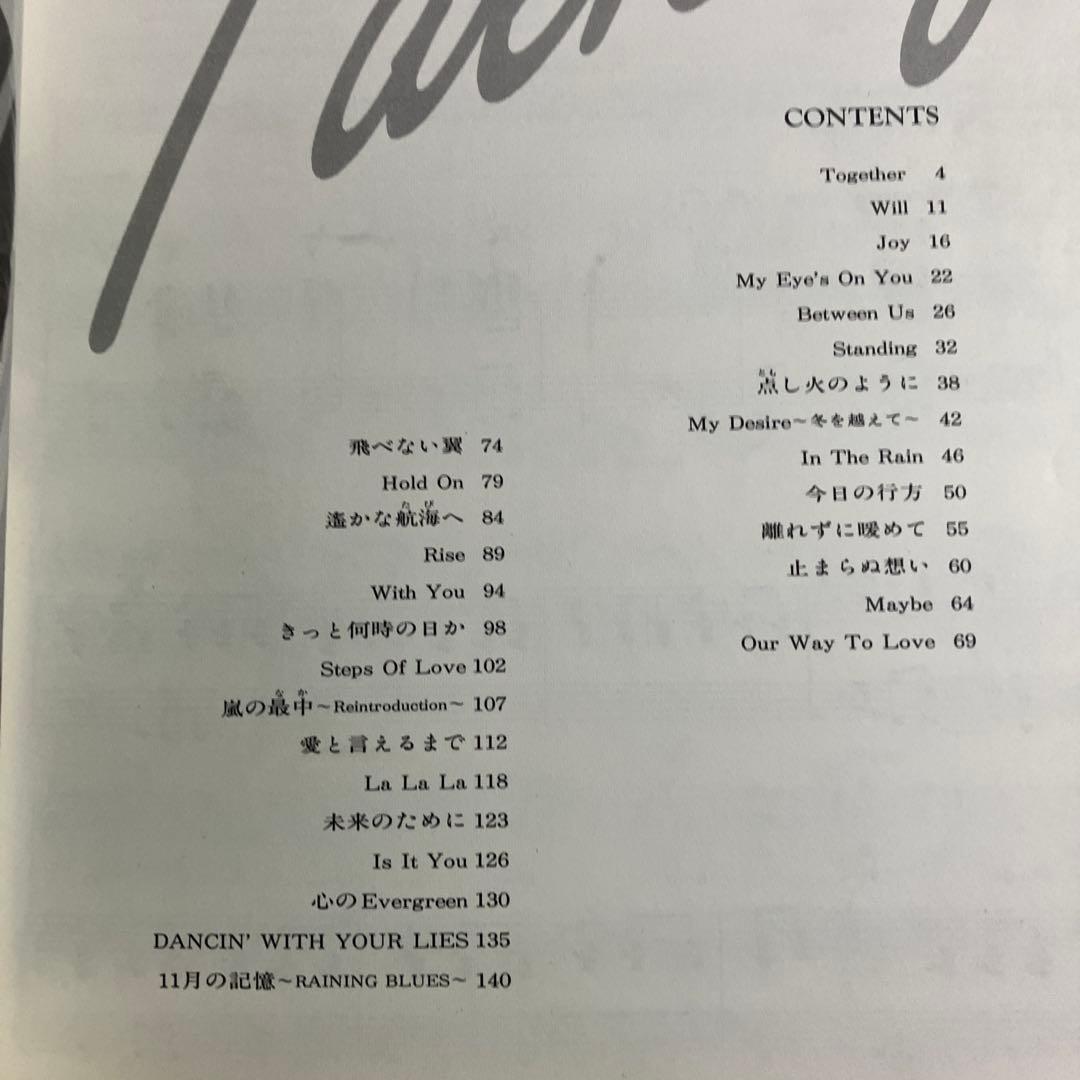 CONTENTS
Together 4
Will 11
Joy 16
My Eye's On You 22
Between Us 26
Standing 32
とも
点し火のように 38
My Desire~冬を越えて~ 42
In The Rain 46
今日の行方 50
離れずに暖めて 55
止まらぬ想い 60
Maybe 64
Our Way To Love 69
飛べない翼 74
Hold On 79
たび
遙かな航海へ 84
Rise 89
With You 94
きっと何時の日か 98
Steps Of Love 102
なか
嵐の最中~Reintroduction~ 107
愛と言えるまで 112
La La La 118
未来のために 123
Is It You 126
心のEvergreen 130
DANCIN' WITH YOUR LIES 135
11月の記憶~RAINING BLUES~ 140